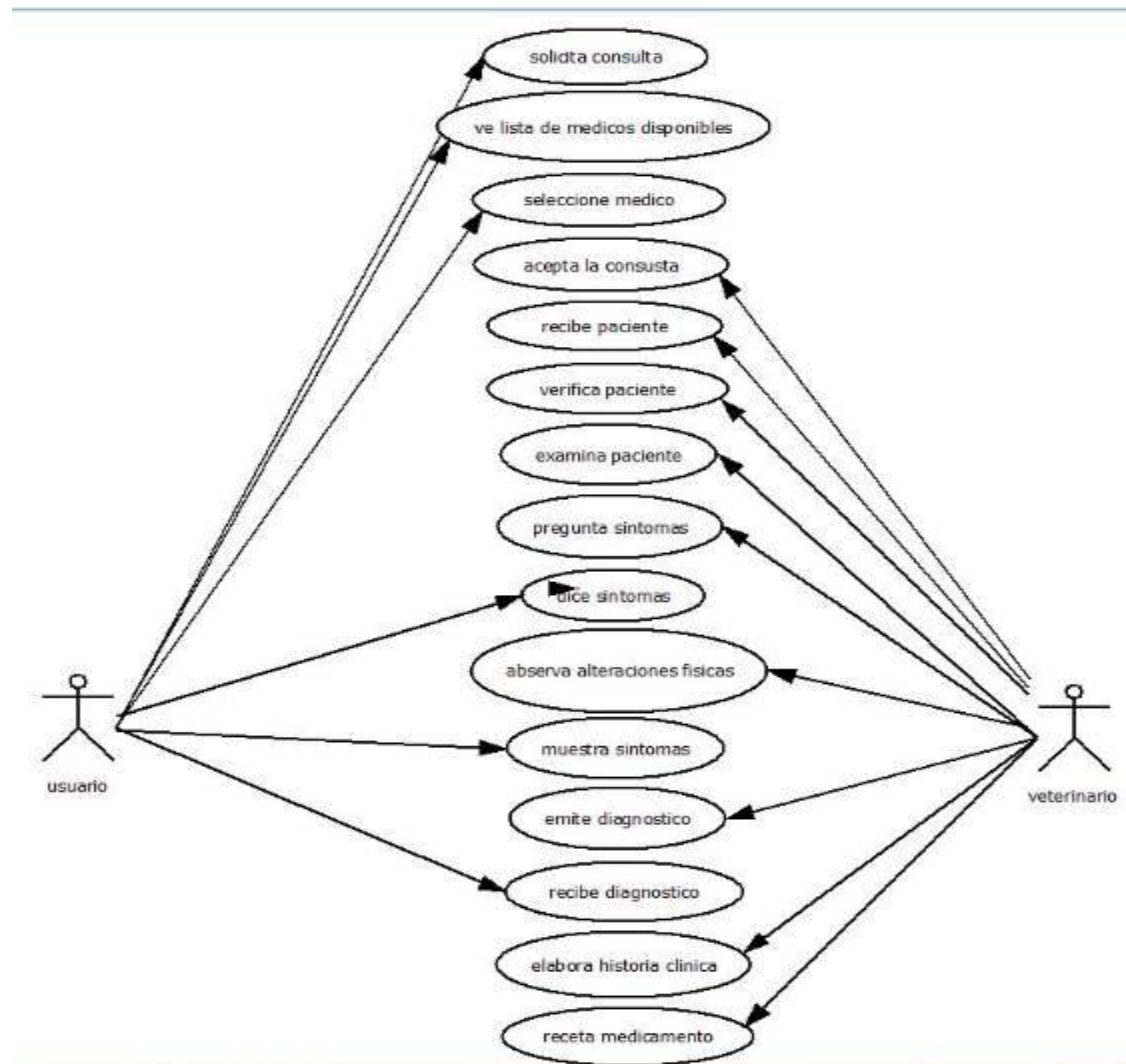 solicita consulta
ve lista de medicos disponibles
seleccione medico
acepta la consusta
recibe paciente
verifica paciente
examina paciente
pregunta sintomas
dice sintomas
abserva alteraciones fisicas
muestra sintomas
usuario
veterinario
emite diagnostico
recibe diagnostico
elabora historia clinica
receta medicamento